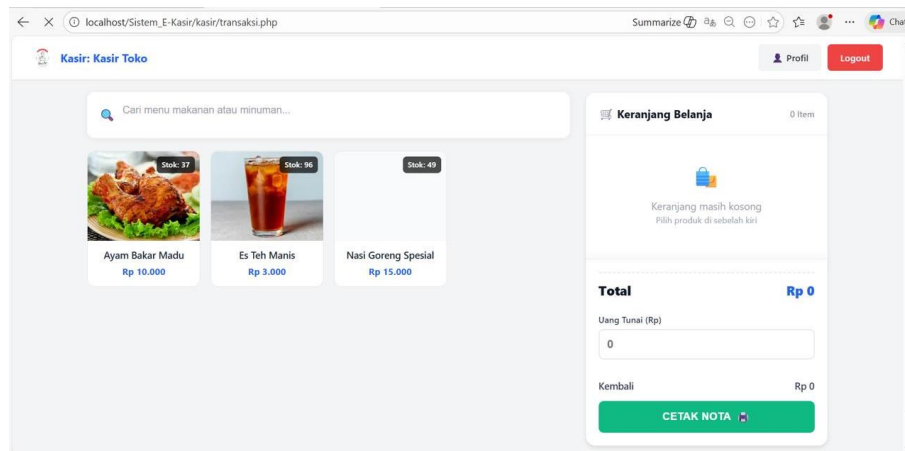 localhost/Sistem_E-Kasir/kasir/transaksi.php
Summarize
Kasir: Kasir Toko
Profil
Logout
Cari menu makanan atau minuman...
Stok: 37
Stok: 96
Stok: 49
Ayam Bakar Madu
Es Teh Manis
Nasi Goreng Spesial
Rp 10.000
Rp 3.000
Rp 15.000
Keranjang Belanja
0 Item
Keranjang masih kosong
Pilih produk di sebelah kiri
Total
Rp 0
Uang Tunai (Rp)
0
Kembali
Rp 0
CETAK NOTA